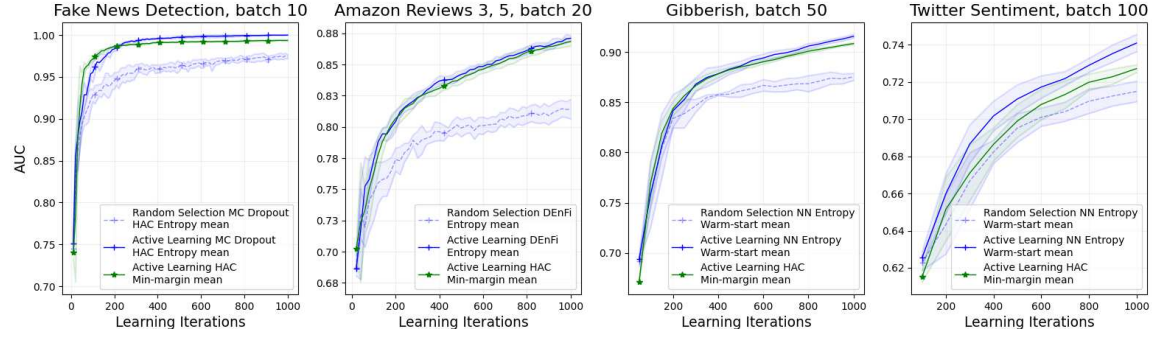 Fake News Detection, batch 10
AUC
1.00
0.95
0.90
0.85
0.80
0.75
0.70
Random Selection MC Dropout
HAC Entropy mean
Active Learning MC Dropout
HAC Entropy mean
Active Learning HAC
Min-margin mean
0 200 400 600 800 1000
Learning Iterations
Amazon Reviews 3, 5, batch 20
0.88
0.85
0.83
0.80
0.78
0.75
0.73
0.70
0.68
Random Selection DEnFi
Entropy mean
Active Learning DEnFi
Entropy mean
Active Learning HAC
Min-margin mean
0 200 400 600 800 1000
Learning Iterations
Gibberish, batch 50
0.90
0.85
0.80
0.75
0.70
Random Selection NN Entropy
Warm-start mean
Active Learning NN Entropy
Warm-start mean
Active Learning HAC
Min-margin mean
0 200 400 600 800 1000
Learning Iterations
Twitter Sentiment, batch 100
0.74
0.72
0.70
0.68
0.66
0.64
0.62
Random Selection NN Entropy
Warm-start mean
Active Learning NN Entropy
Warm-start mean
Active Learning HAC
Min-margin mean
200 400 600 800 1000
Learning Iterations